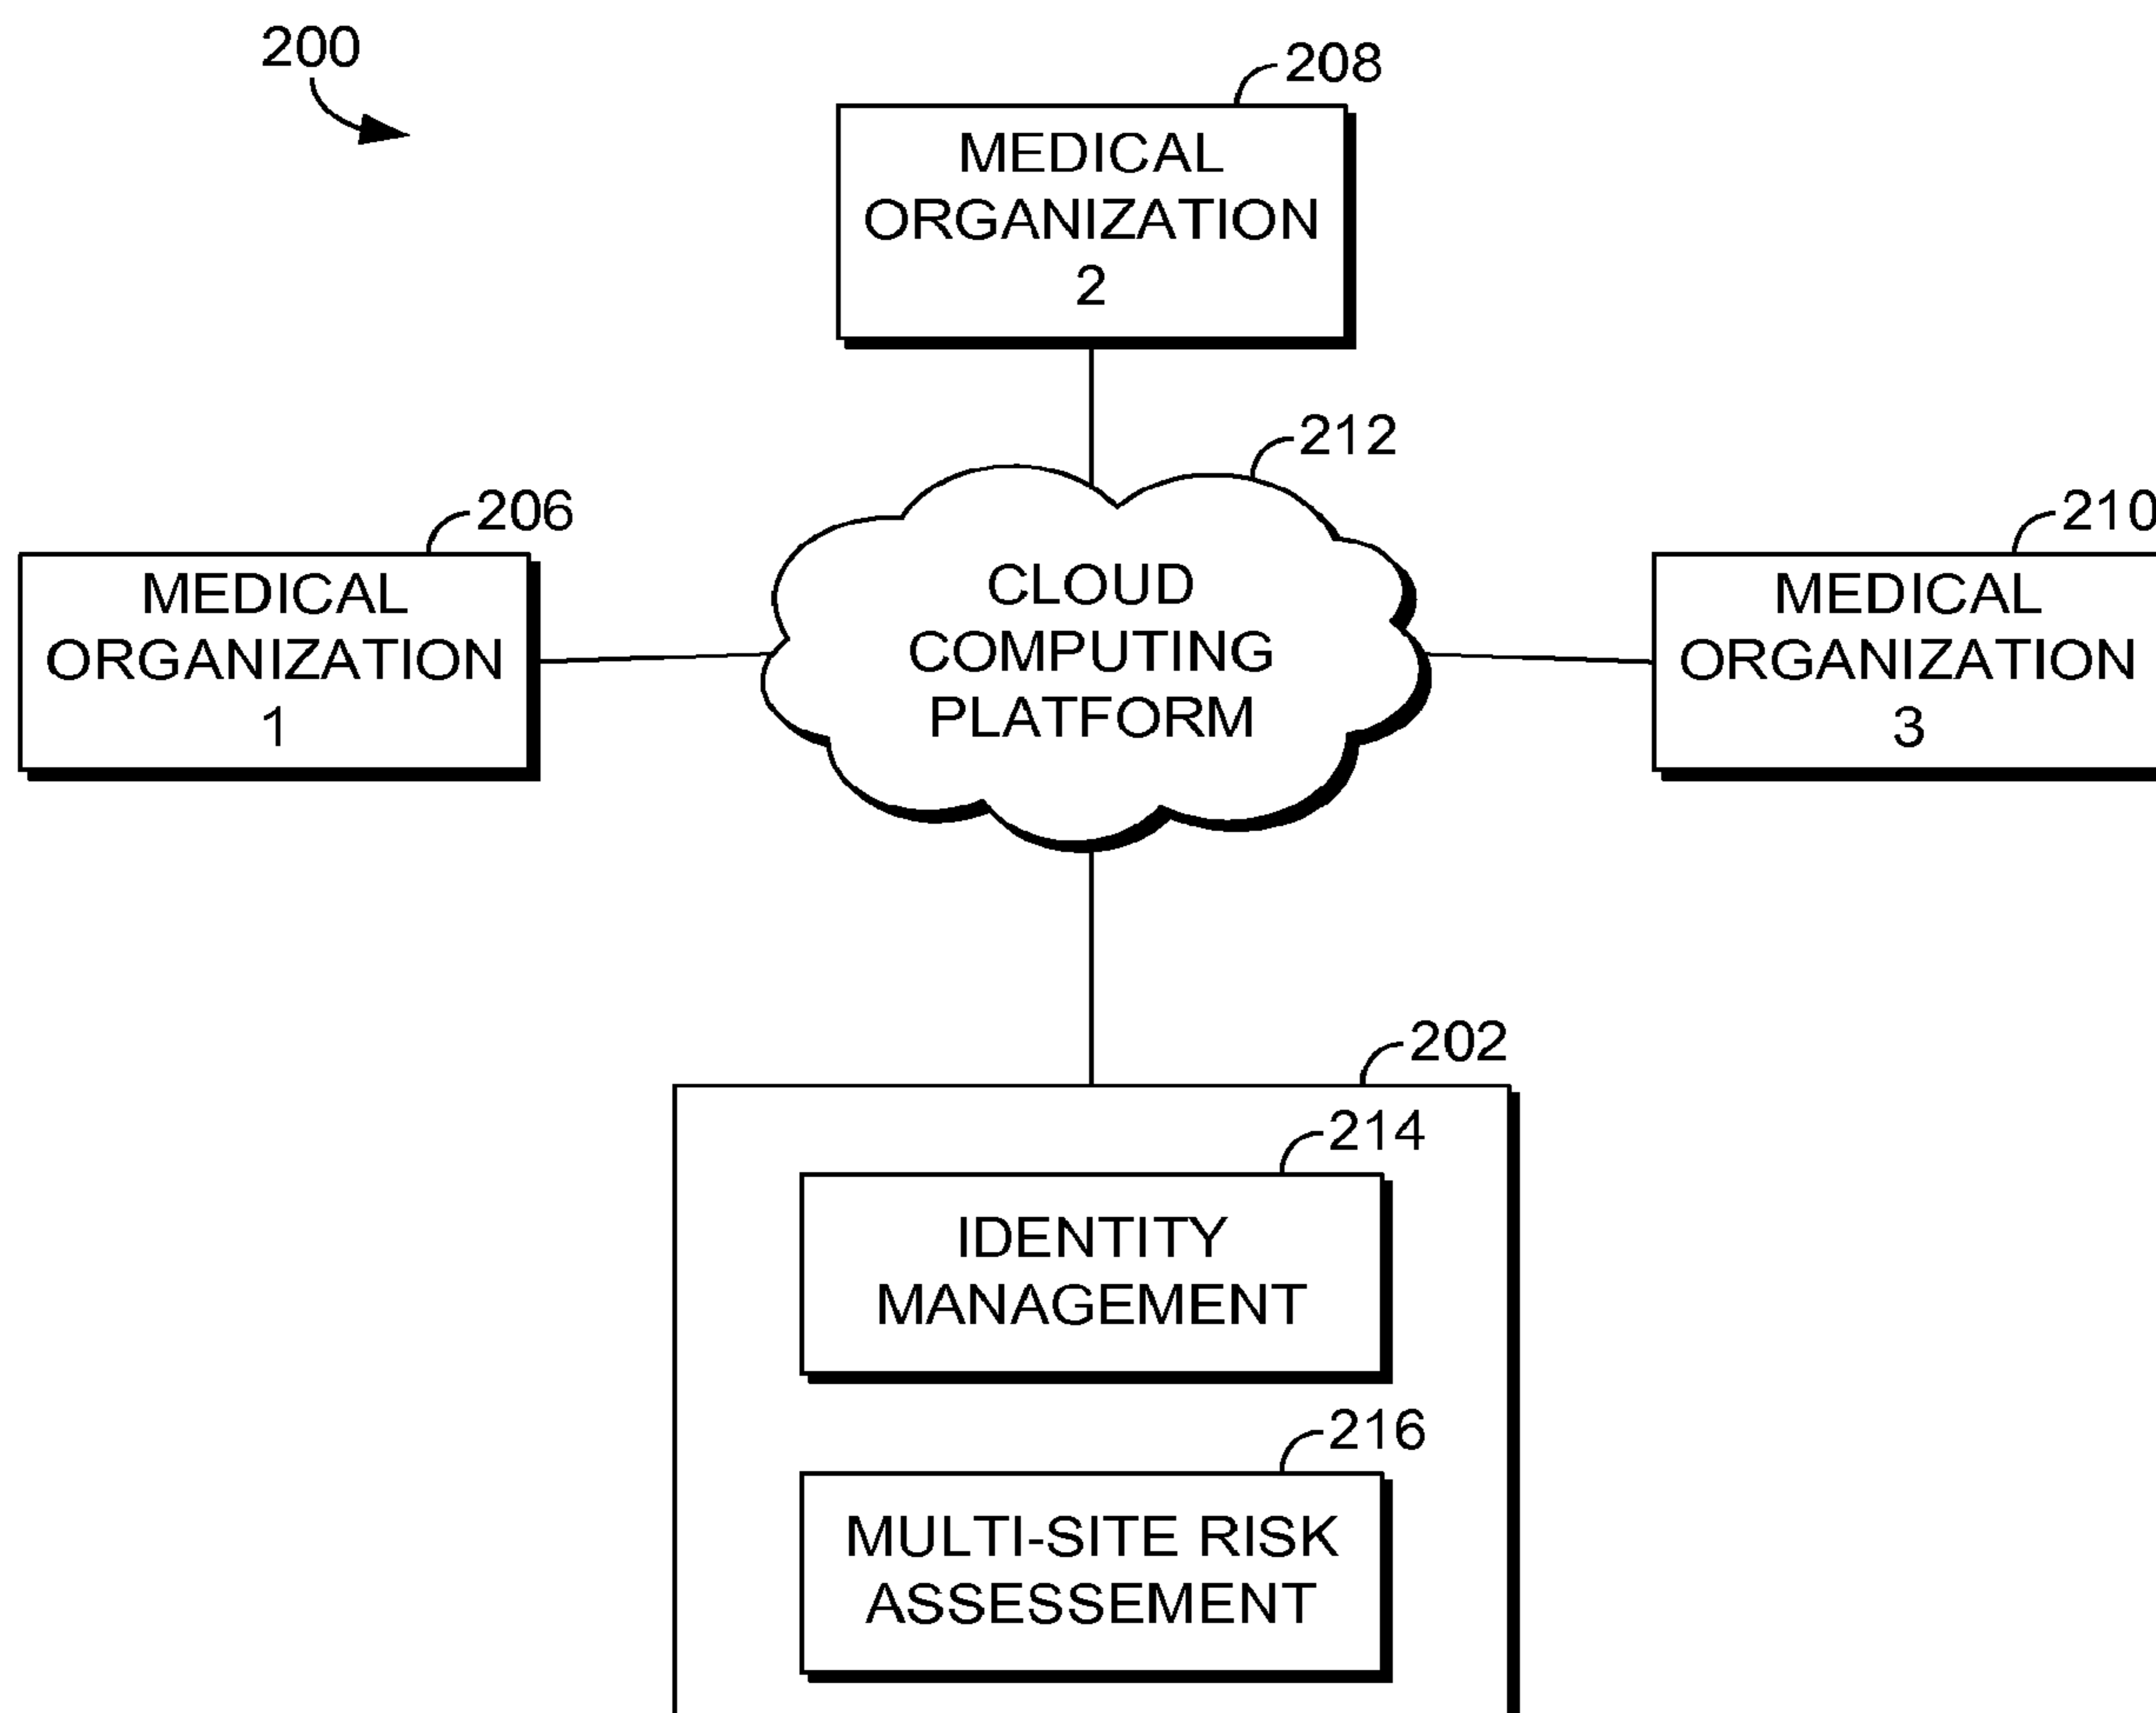 200
208
MEDICAL
ORGANIZATION
2
212
206
210
MEDICAL
ORGANIZATION
1
CLOUD
COMPUTING
PLATFORM
MEDICAL
ORGANIZATION
3
202
214
IDENTITY
MANAGEMENT
216
MULTI-SITE RISK
ASSESSEMENT